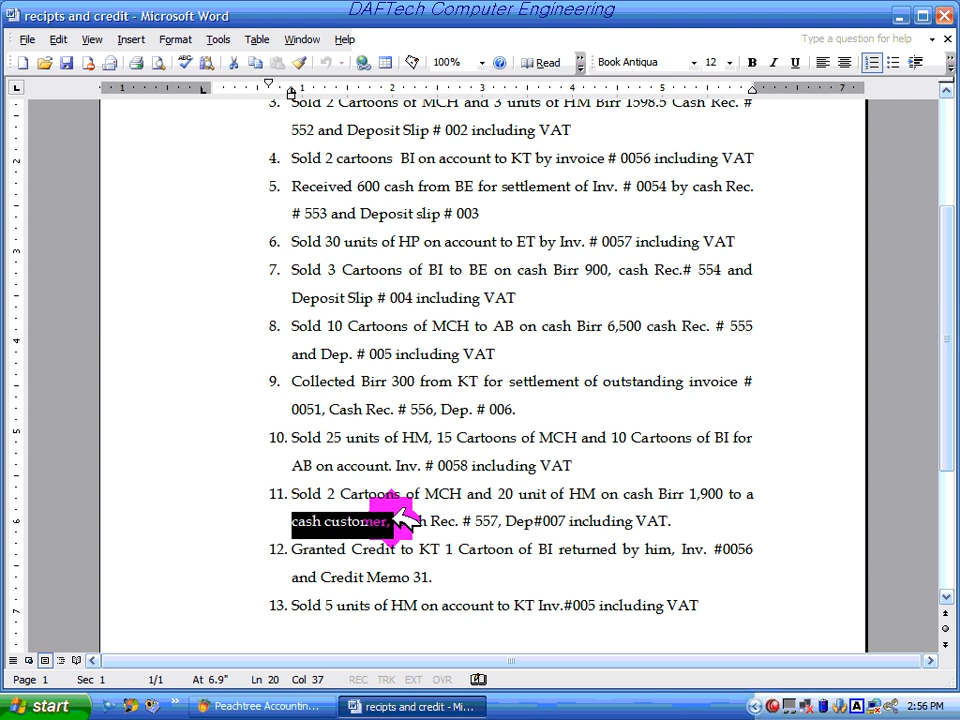 DAFTech Computer Engineering
recipts and credit - Microsoft Word
File Edit View Insert Format Tools Table Window Help
Type a question for help
100% Read Book Antiqua 12 B I U
1 1 2 3 4 5 7
3. Sold 2 Cartoons of MCH and 3 units of HM Birr 1598.5 Cash Rec. #
552 and Deposit Slip # 002 including VAT
4. Sold 2 cartoons BI on account to KT by invoice # 0056 including VAT
5. Received 600 cash from BE for settlement of Inv. # 0054 by cash Rec.
# 553 and Deposit slip # 003
6. Sold 30 units of HP on account to ET by Inv. # 0057 including VAT
7. Sold 3 Cartoons of BI to BE on cash Birr 900, cash Rec.# 554 and
Deposit Slip # 004 including VAT
8. Sold 10 Cartoons of MCH to AB on cash Birr 6,500 cash Rec. # 555
and Dep. # 005 including VAT
9. Collected Birr 300 from KT for settlement of outstanding invoice #
0051, Cash Rec. # 556, Dep. # 006.
10. Sold 25 units of HM, 15 Cartoons of MCH and 10 Cartoons of BI for
AB on account. Inv. # 0058 including VAT
11. Sold 2 Cartoons of MCH and 20 unit of HM on cash Birr 1,900 to a
cash customer, Rec. # 557, Dep#007 including VAT.
12. Granted Credit to KT 1 Cartoon of BI returned by him, Inv. #0056
and Credit Memo 31.
13. Sold 5 units of HM on account to KT Inv.#005 including VAT
Page 1 Sec 1 1/1 At 6.9" Ln 20 Col 37 REC TRK EXT OVR
start Peachtree Accountin... recipts and credit - Mi... A 2:56 PM